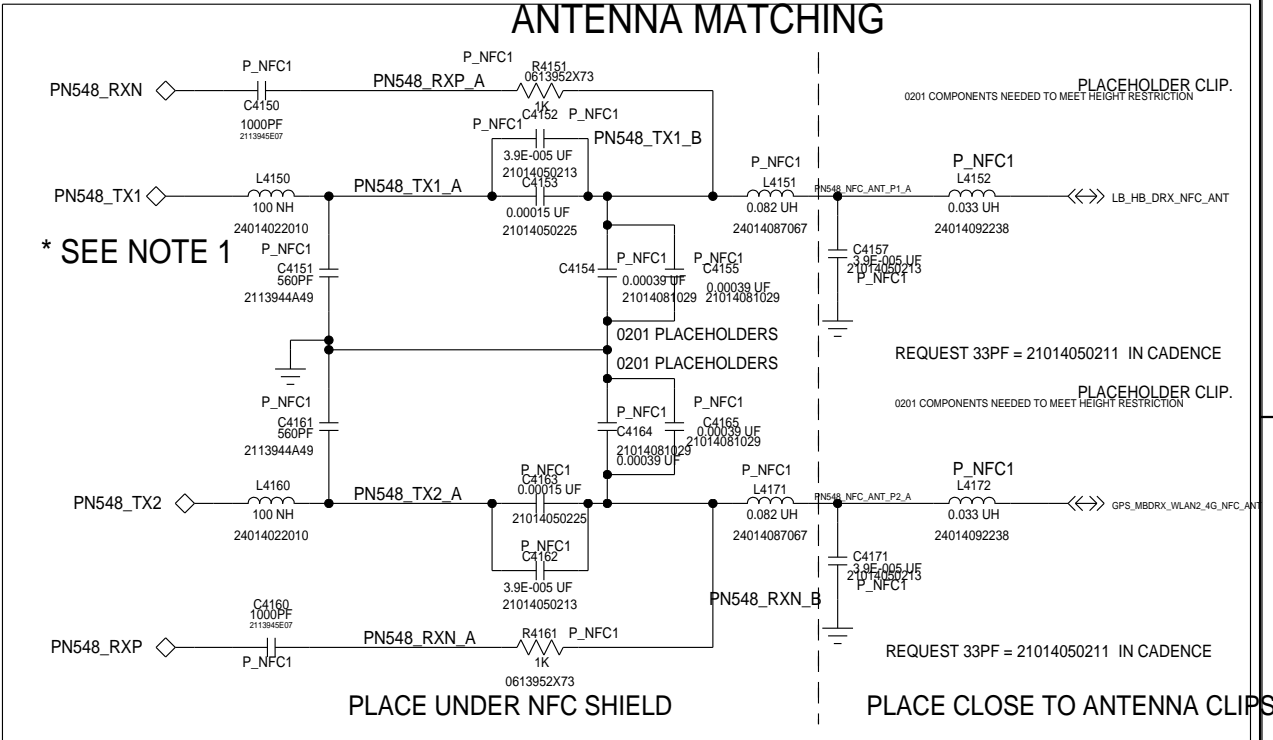 ANTENNA MATCHING
P_NFC1
C4150
1000PF
2113945E07
PN548_RXN
PN548_RXP_A
P_NFC1
R4151
0613952X73
1K
PLACEHOLDER CLIP.
0201 COMPONENTS NEEDED TO MEET HEIGHT RESTRICTION
P_NFC1
C4152
P_NFC1
3.9E-005 UF
21014050213
PN548_TX1_B
PN548_TX1
L4150
100 NH
24014022010
PN548_TX1_A
C4153
0.00015 UF
21014050225
P_NFC1
L4151
0.082 UH
24014087067
PN548_NFC_ANT_P1_A
P_NFC1
L4152
0.033 UH
24014092238
LB_HB_DRX_NFC_ANT
* SEE NOTE 1
P_NFC1
C4151
560PF
2113944A49
C4154
P_NFC1
0.00039 UF
21014081029
P_NFC1
C4155
0.00039 UF
21014081029
C4157
3.9E-005 UF
21014050213
P_NFC1
0201 PLACEHOLDERS
0201 PLACEHOLDERS
REQUEST 33PF = 21014050211 IN CADENCE
PLACEHOLDER CLIP.
0201 COMPONENTS NEEDED TO MEET HEIGHT RESTRICTION
P_NFC1
C4161
560PF
2113944A49
P_NFC1
C4164
21014081029
0.00039 UF
P_NFC1
C4165
0.00039 UF
21014081029
PN548_TX2
L4160
100 NH
24014022010
PN548_TX2_A
P_NFC1
C4163
0.00015 UF
21014050225
P_NFC1
L4171
0.082 UH
24014087067
PN548_NFC_ANT_P2_A
P_NFC1
L4172
0.033 UH
24014092238
GPS_MBDRX_WLAN2_4G_NFC_ANT
P_NFC1
C4162
3.9E-005 UF
21014050213
C4171
3.9E-005 UF
21014050213
P_NFC1
PN548_RXN_B
PN548_RXP
C4160
1000PF
2113945E07
P_NFC1
PN548_RXN_A
R4161
P_NFC1
1K
0613952X73
REQUEST 33PF = 21014050211 IN CADENCE
PLACE UNDER NFC SHIELD
PLACE CLOSE TO ANTENNA CLIPS